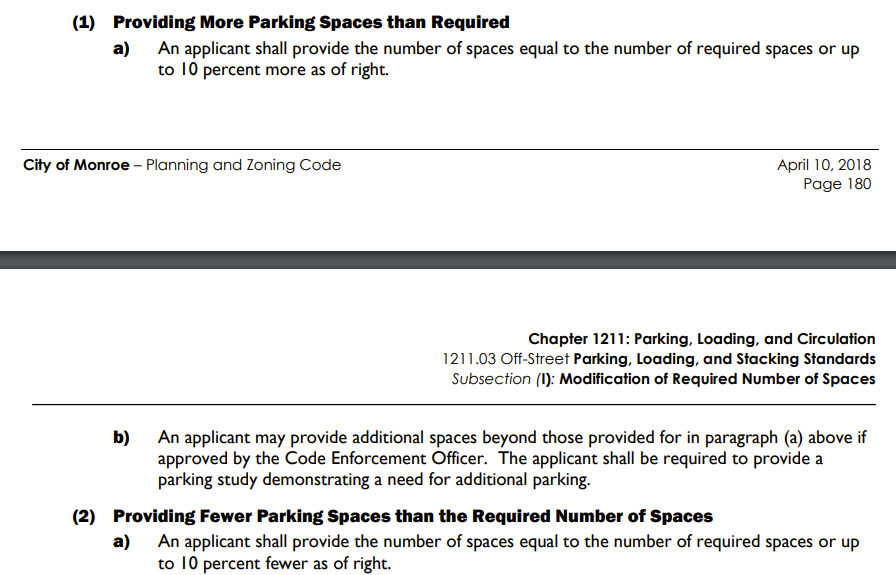 (1) Providing More Parking Spaces than Required
a) An applicant shall provide the number of spaces equal to the number of required spaces or up
to 10 percent more as of right.
City of Monroe – Planning and Zoning Code
April 10, 2018
Page 180
Chapter 1211: Parking, Loading, and Circulation
1211.03 Off-Street Parking, Loading, and Stacking Standards
Subsection (I): Modification of Required Number of Spaces
b) An applicant may provide additional spaces beyond those provided for in paragraph (a) above if
approved by the Code Enforcement Officer.  The applicant shall be required to provide a
parking study demonstrating a need for additional parking.
(2) Providing Fewer Parking Spaces than the Required Number of Spaces
a) An applicant shall provide the number of spaces equal to the number of required spaces or up
to 10 percent fewer as of right.